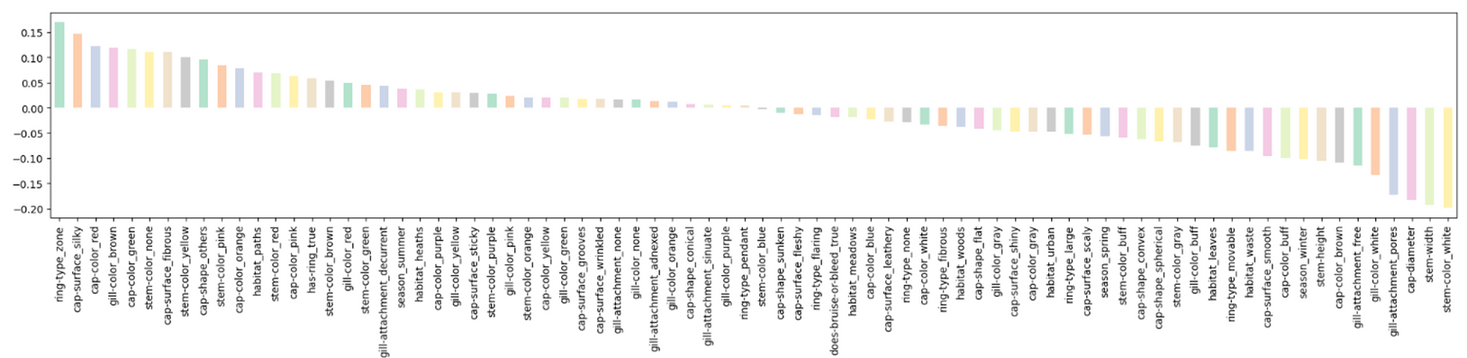 0.15
0.10
0.05
0.00
−0.05
−0.10
−0.15
−0.20
ring-type_zone
cap-surface_silky
cap-color_red
gill-color_brown
cap-color_green
stem-color_none
cap-surface_fibrous
stem-color_yellow
cap-shape_others
stem-color_pink
cap-color_orange
habitat_paths
stem-color_red
cap-color_pink
has-ring_true
stem-color_brown
gill-color_red
stem-color_green
gill-attachment_decurrent
season_summer
habitat_heaths
cap-color_purple
gill-color_yellow
cap-surface_sticky
stem-color_purple
gill-color_pink
stem-color_orange
cap-color_yellow
gill-color_green
cap-surface_grooves
cap-surface_wrinkled
gill-attachment_none
gill-color_none
gill-attachment_adnexed
gill-color_orange
cap-shape_conical
gill-attachment_sinuate
gill-color_purple
ring-type_pendant
stem-color_blue
cap-shape_sunken
cap-surface_fleshy
ring-type_flaring
does-bruise-or-bleed_true
habitat_meadows
cap-color_blue
cap-surface_leathery
ring-type_none
cap-color_white
ring-type_fibrous
habitat_woods
cap-shape_flat
gill-color_gray
cap-surface_shiny
cap-color_gray
habitat_urban
ring-type_large
cap-surface_scaly
season_spring
stem-color_buff
cap-shape_convex
cap-shape_spherical
stem-color_gray
gill-color_buff
habitat_leaves
ring-type_movable
habitat_waste
cap-surface_smooth
cap-color_buff
season_winter
stem-height
cap-color_brown
gill-attachment_free
gill-color_white
gill-attachment_pores
cap-diameter
stem-width
stem-color_white